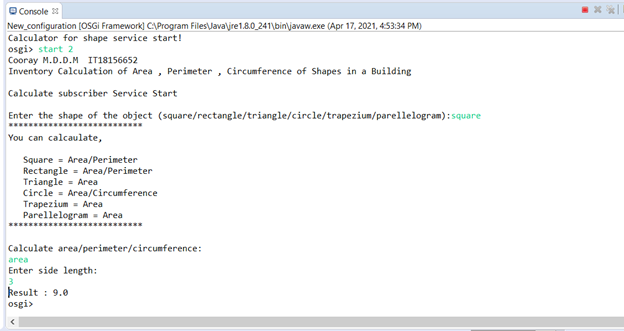 Console
New_configuration [OSGi Framework] C:\Program Files\Java\jre1.8.0_241\bin\javaw.exe (Apr 17, 2021, 4:53:34 PM)
Calculator for shape service start!
osgi> start 2
Cooray M.D.D.M  IT18156652
Inventory Calculation of Area , Perimeter , Circumference of Shapes in a Building
Calculate subscriber Service Start
Enter the shape of the object (square/rectangle/triangle/circle/trapezium/parellelogram):square
***************************
You can calcaulate,
Square = Area/Perimeter
Rectangle = Area/Perimeter
Triangle = Area
Circle = Area/Circumference
Trapezium = Area
Parellelogram = Area
***************************
Calculate area/perimeter/circumference:
area
Enter side length:
3
Result : 9.0
osgi>